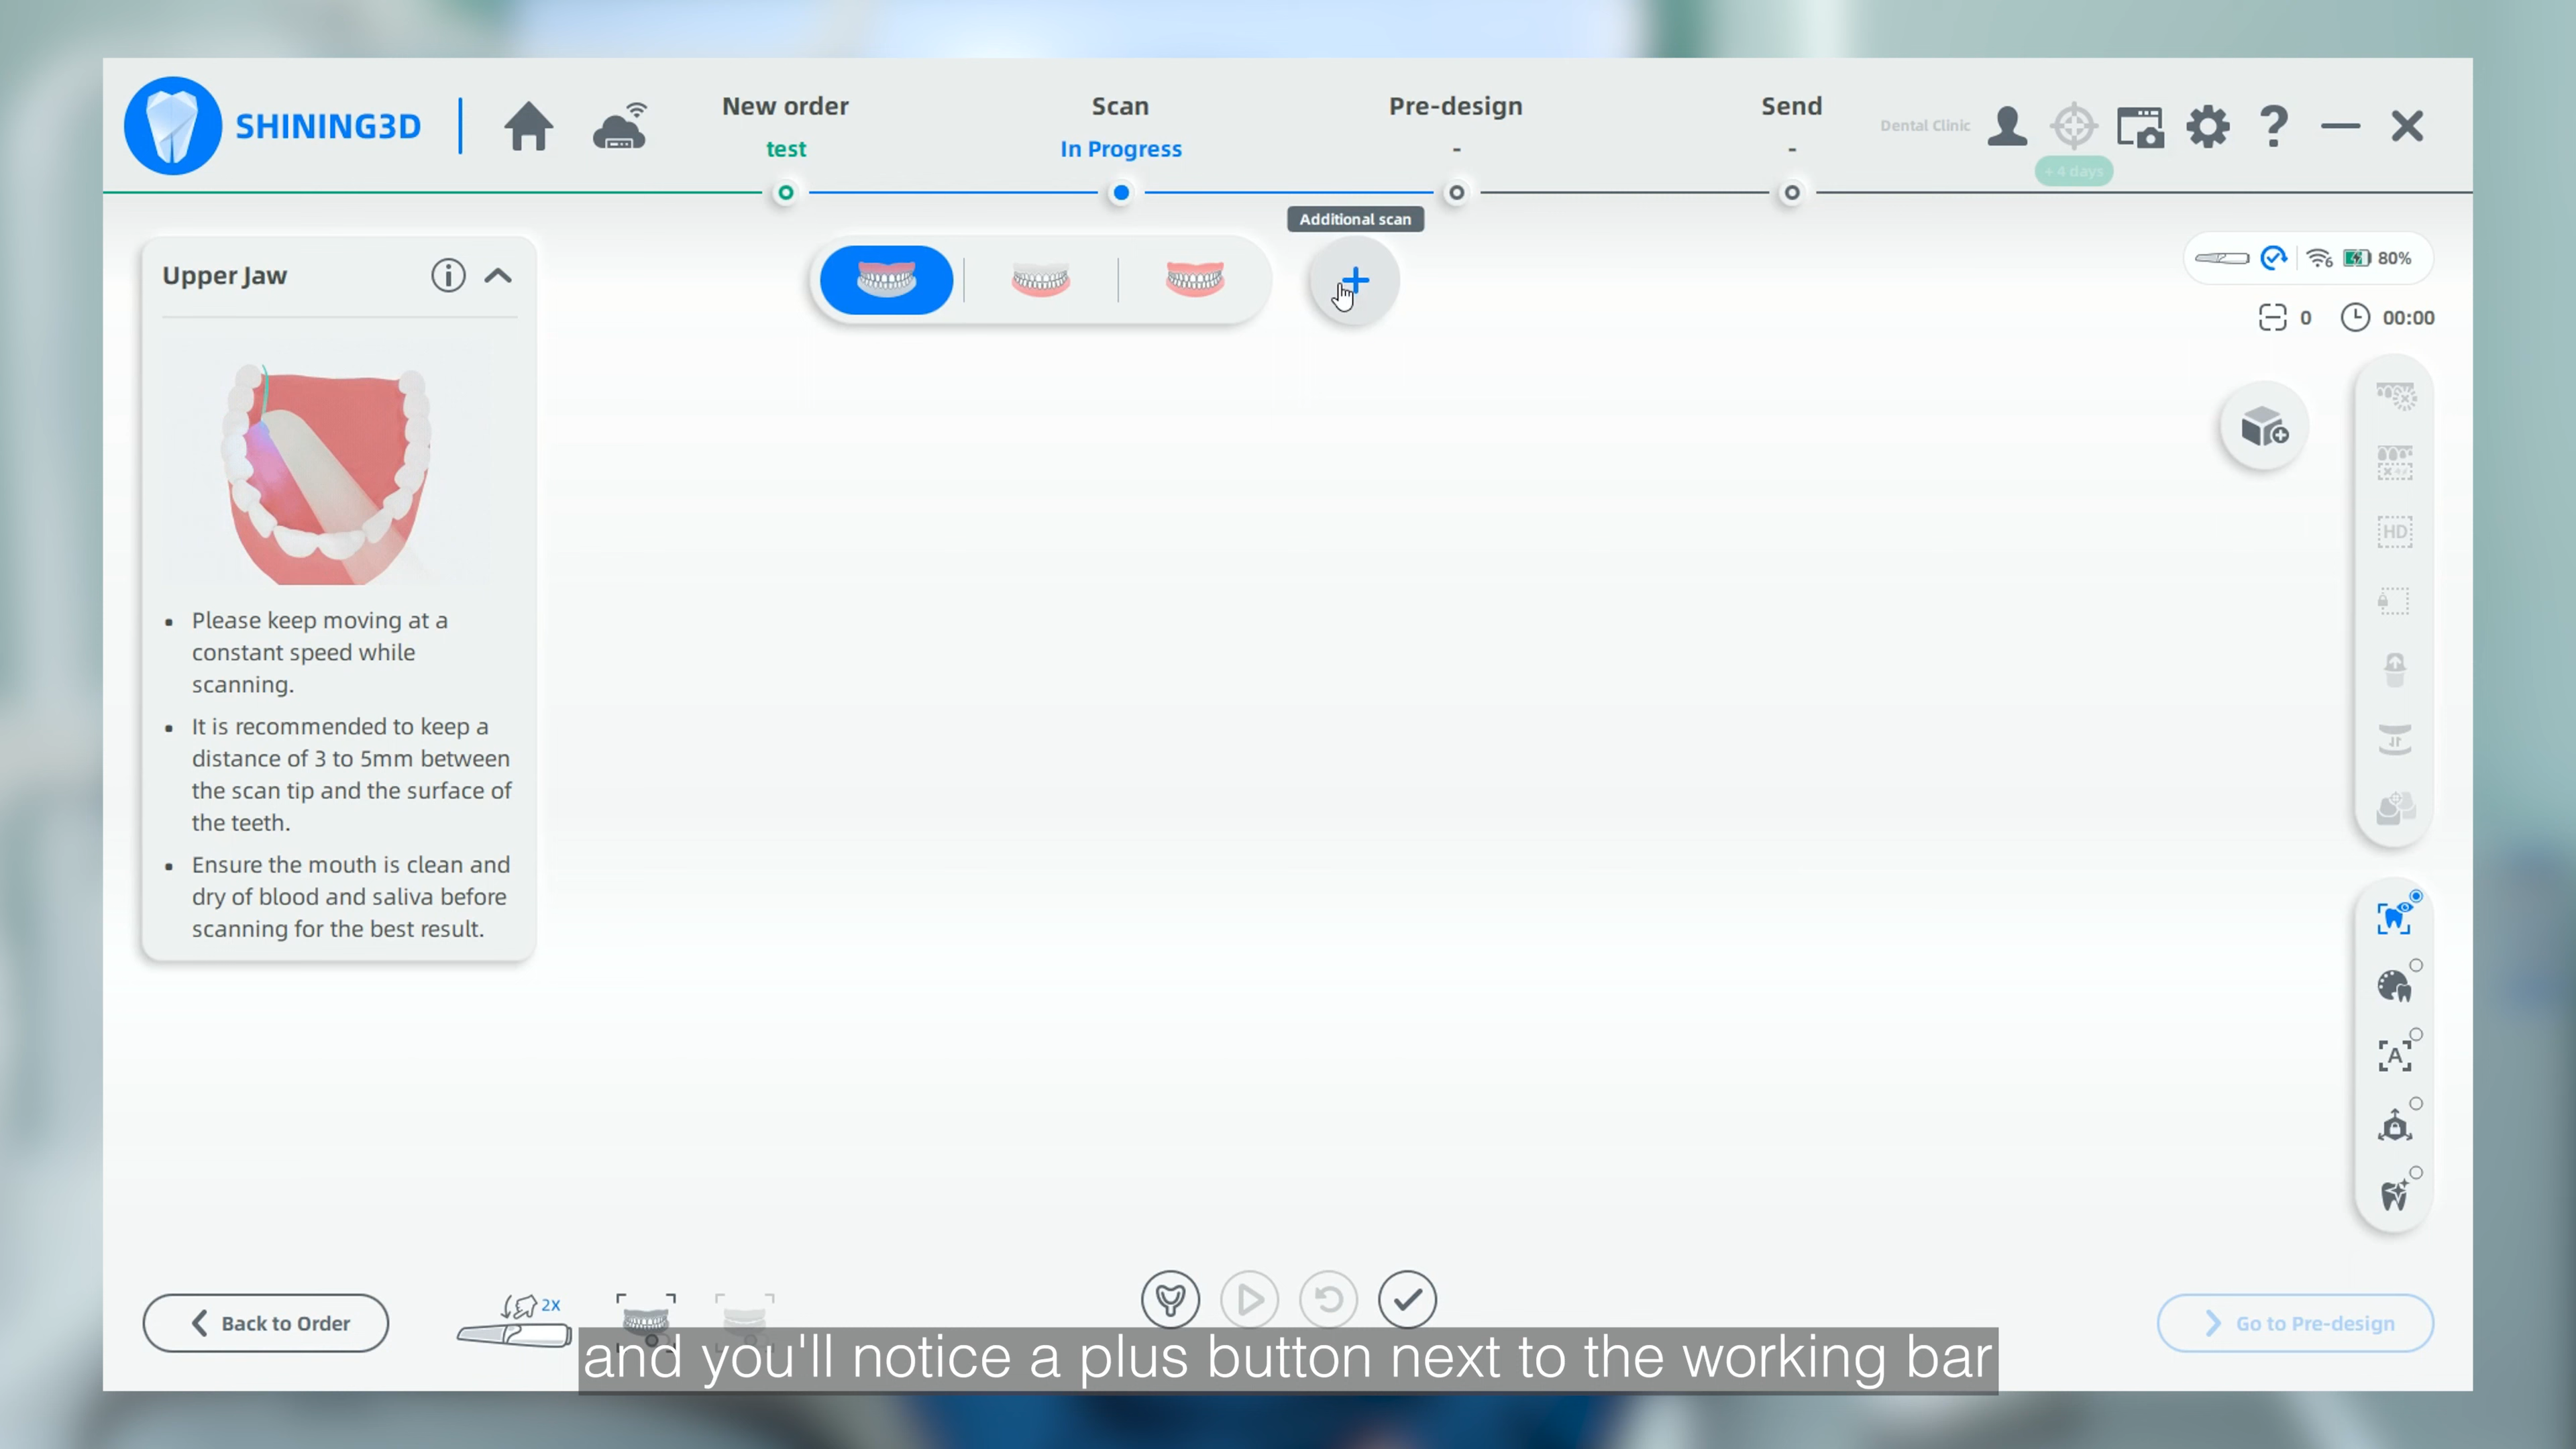 SHINING3D
New order
test
Scan
In Progress
Pre-design
-
Send
-
Dental Clinic
+ 4 days
Additional scan
Upper Jaw
80%
0
00:00
Please keep moving at a
constant speed while
scanning.
It is recommended to keep a
distance of 3 to 5mm between
the scan tip and the surface of
the teeth.
Ensure the mouth is clean and
dry of blood and saliva before
scanning for the best result.
HD
A
Back to Order
2X
Go to Pre-design
and you'll notice a plus button next to the working bar